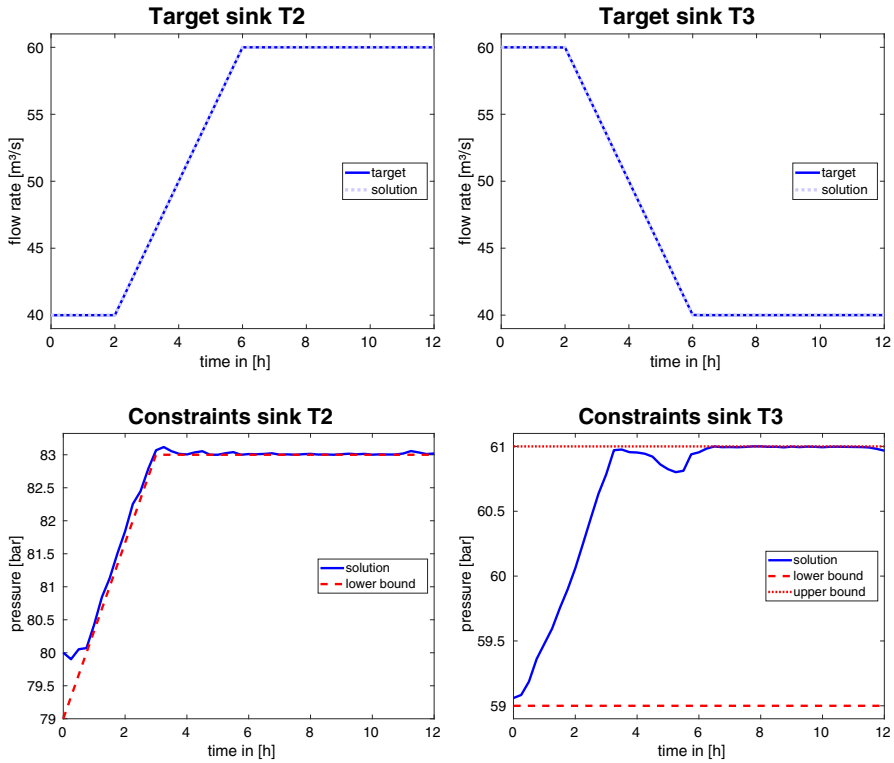 Target sink T2
60
55
50
45
40
flow rate [m³/s]
0 2 4 6 8 10 12
time in [h]
target
solution
Target sink T3
60
55
50
45
40
flow rate [m³/s]
0 2 4 6 8 10 12
time in [h]
target
solution
Constraints sink T2
83
82.5
82
81.5
81
80.5
80
79.5
79
pressure [bar]
0 2 4 6 8 10 12
time in [h]
solution
lower bound
Constraints sink T3
61
60.5
60
59.5
59
pressure [bar]
0 2 4 6 8 10 12
time in [h]
solution
lower bound
upper bound